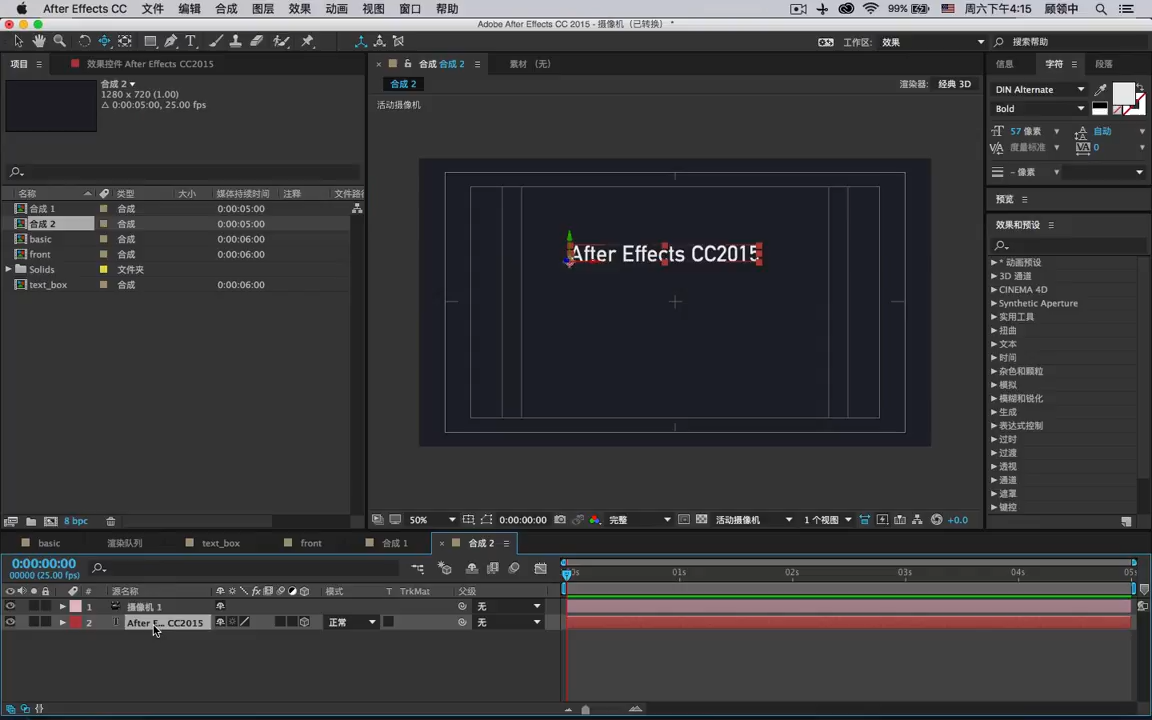 After Effects CC 文件 编辑 合成 图层 效果 动画 视图 窗口 帮助 99% 周六下午4:15 顾领中
Adobe After Effects CC 2015 - 摄像机（已转换） *
工作区: 效果 搜索帮助
项目 效果控件 After Effects CC2015
合成 合成 2 素材 （无）
信息 字符 段落
合成 2
1280 x 720 (1.00)
△ 0:00:05:00, 25.00 fps
合成 2
渲染器: 经典 3D
活动摄像机
DIN Alternate
Bold
57 像素 自动
度量标准 0
- 像素
预览
效果和预设
名称 类型 大小 媒体持续时间 注释 文件路径
合成 1 合成 0:00:05:00
合成 2 合成 0:00:05:00
basic 合成 0:00:06:00
front 合成 0:00:06:00
Solids 文件夹
text_box 合成 0:00:06:00
After Effects CC2015
* 动画预设
3D 通道
CINEMA 4D
Synthetic Aperture
实用工具
扭曲
文本
时间
杂色和颗粒
模拟
模糊和锐化
生成
表达式控制
过时
过渡
透视
通道
遮罩
键控
8 bpc
50% 0:00:00:00 完整 活动摄像机 1 个视图 +0.0
basic 渲染队列 text_box front 合成 1 合成 2
0:00:00:00
00000 (25.00 fps)
01s 02s 03s 04s 05s
# 源名称 fx 模式 T TrkMat 父级
1 摄像机 1 无
2 T After E... CC2015 正常 无